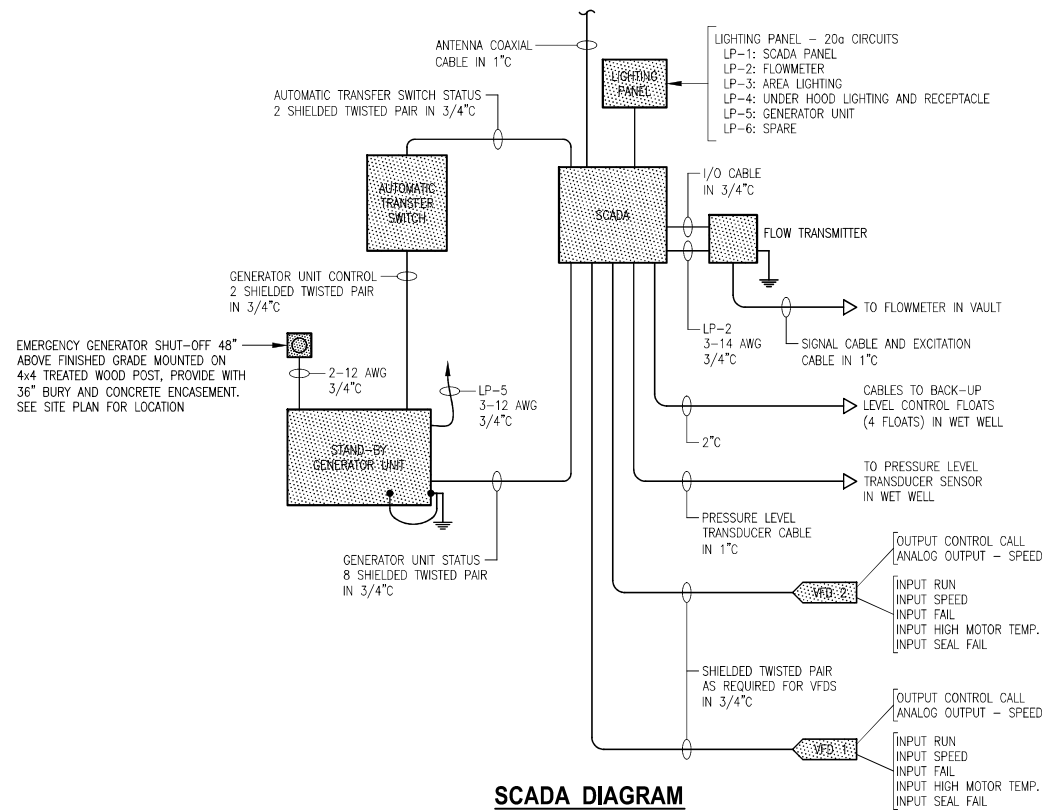 ANTENNA COAXIAL
CABLE IN 1"C
LIGHTING
PANEL
LIGHTING PANEL - 20a CIRCUITS
LP-1: SCADA PANEL
LP-2: FLOWMETER
LP-3: AREA LIGHTING
LP-4: UNDER HOOD LIGHTING AND RECEPTACLE
LP-5: GENERATOR UNIT
LP-6: SPARE
AUTOMATIC TRANSFER SWITCH STATUS
2 SHIELDED TWISTED PAIR IN 3/4"C
AUTOMATIC
TRANSFER
SWITCH
SCADA
I/O CABLE
IN 3/4"C
FLOW TRANSMITTER
GENERATOR UNIT CONTROL
2 SHIELDED TWISTED PAIR
IN 3/4"C
TO FLOWMETER IN VAULT
LP-2
3-14 AWG
3/4"C
SIGNAL CABLE AND EXCITATION
CABLE IN 1"C
EMERGENCY GENERATOR SHUT-OFF 48"
ABOVE FINISHED GRADE MOUNTED ON
4x4 TREATED WOOD POST, PROVIDE WITH
36" BURY AND CONCRETE ENCASEMENT.
SEE SITE PLAN FOR LOCATION
2-12 AWG
3/4"C
LP-5
3-12 AWG
3/4"C
CABLES TO BACK-UP
LEVEL CONTROL FLOATS
(4 FLOATS) IN WET WELL
2"C
STAND-BY
GENERATOR UNIT
TO PRESSURE LEVEL
TRANSDUCER SENSOR
IN WET WELL
PRESSURE LEVEL
TRANSDUCER CABLE
IN 1"C
GENERATOR UNIT STATUS
8 SHIELDED TWISTED PAIR
IN 3/4"C
OUTPUT CONTROL CALL
ANALOG OUTPUT - SPEED
VFD 2
INPUT RUN
INPUT SPEED
INPUT FAIL
INPUT HIGH MOTOR TEMP.
INPUT SEAL FAIL
SHIELDED TWISTED PAIR
AS REQUIRED FOR VFDS
IN 3/4"C
OUTPUT CONTROL CALL
ANALOG OUTPUT - SPEED
VFD 1
INPUT RUN
INPUT SPEED
INPUT FAIL
INPUT HIGH MOTOR TEMP.
INPUT SEAL FAIL
SCADA DIAGRAM